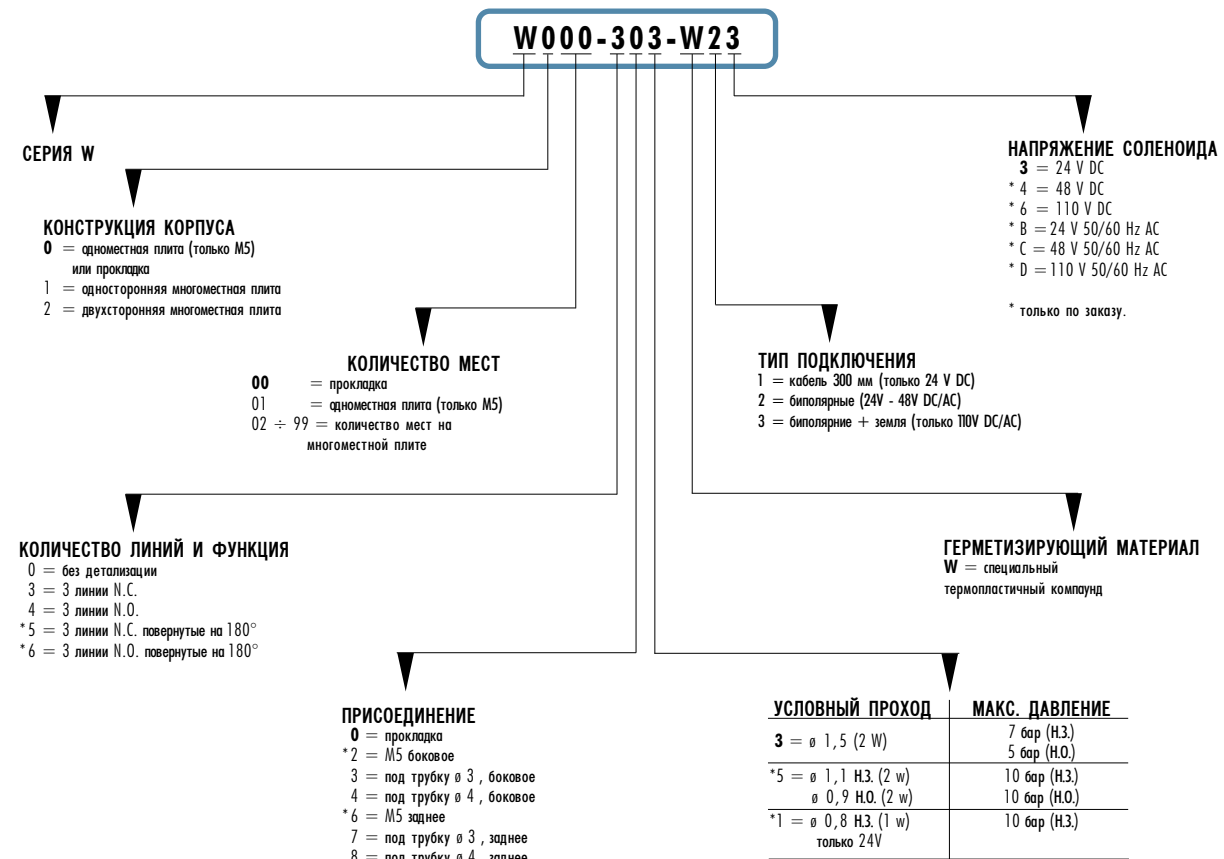 W000-303-W23
СЕРИЯ W
КОНСТРУКЦИЯ КОРПУСА
0 = одноместная плита (только M5)
или прокладка
1 = односторонняя многоместная плита
2 = двухсторонняя многоместная плита
КОЛИЧЕСТВО МЕСТ
00 = прокладка
01 = одноместная плита (только M5)
02 ÷ 99 = количество мест на
многоместной плите
НАПРЯЖЕНИЕ СОЛЕНОИДА
3 = 24 V DC
* 4 = 48 V DC
* 6 = 110 V DC
* B = 24 V 50/60 Hz AC
* C = 48 V 50/60 Hz AC
* D = 110 V 50/60 Hz AC
* только по заказу.
ТИП ПОДКЛЮЧЕНИЯ
1 = кабель 300 мм (только 24 V DC)
2 = биполярные (24V - 48V DC/AC)
3 = биполярние + земля (только 110V DC/AC)
КОЛИЧЕСТВО ЛИНИЙ И ФУНКЦИЯ
0 = без детализации
3 = 3 линии N.C.
4 = 3 линии N.O.
*5 = 3 линии N.C. повернутые на 180°
*6 = 3 линии N.O. повернутые на 180°
ГЕРМЕТИЗИРУЮЩИЙ МАТЕРИАЛ
W = специальный
термопластичный компаунд
ПРИСОЕДИНЕНИЕ
0 = прокладка
*2 = M5 боковое
3 = под трубку ø 3 , боковое
4 = под трубку ø 4 , боковое
*6 = M5 заднее
7 = под трубку ø 3 , заднее
8 = под трубку ø 4 , заднее
УСЛОВНЫЙ ПРОХОД МАКС. ДАВЛЕНИЕ
3 = ø 1,5 (2 W) 7 бар (Н.З.)
5 бар (Н.О.)
*5 = ø 1,1 Н.З. (2 w) 10 бар (Н.З.)
ø 0,9 Н.О. (2 w) 10 бар (Н.О.)
*1 = ø 0,8 Н.З. (1 w) 10 бар (Н.З.)
только 24V